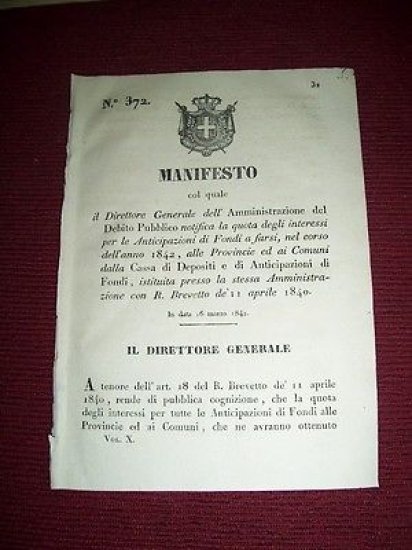 N.° 372.
31
MANIFESTO
col quale
il Direttore Generale dell'Amministrazione del
Debito Pubblico notifica la quota degli interessi
per le Anticipazioni di Fondi a farsi, nel corso
dell'anno 1842, alle Provincie ed ai Comuni
dalla Cassa di Depositi e di Anticipazioni di
Fondi, istituita presso la stessa Amministra-
zione con R. Brevetto de' 11 aprile 1840.
In data 16 marzo 1842.
IL DIRETTORE GENERALE
A tenore dell'art. 18 del R. Brevetto de' 11 aprile
1840, rende di pubblica cognizione, che la quota
degli interessi per tutte le Anticipazioni di Fondi alle
Provincie ed ai Comuni, che ne avranno ottenuto
Vol. X.